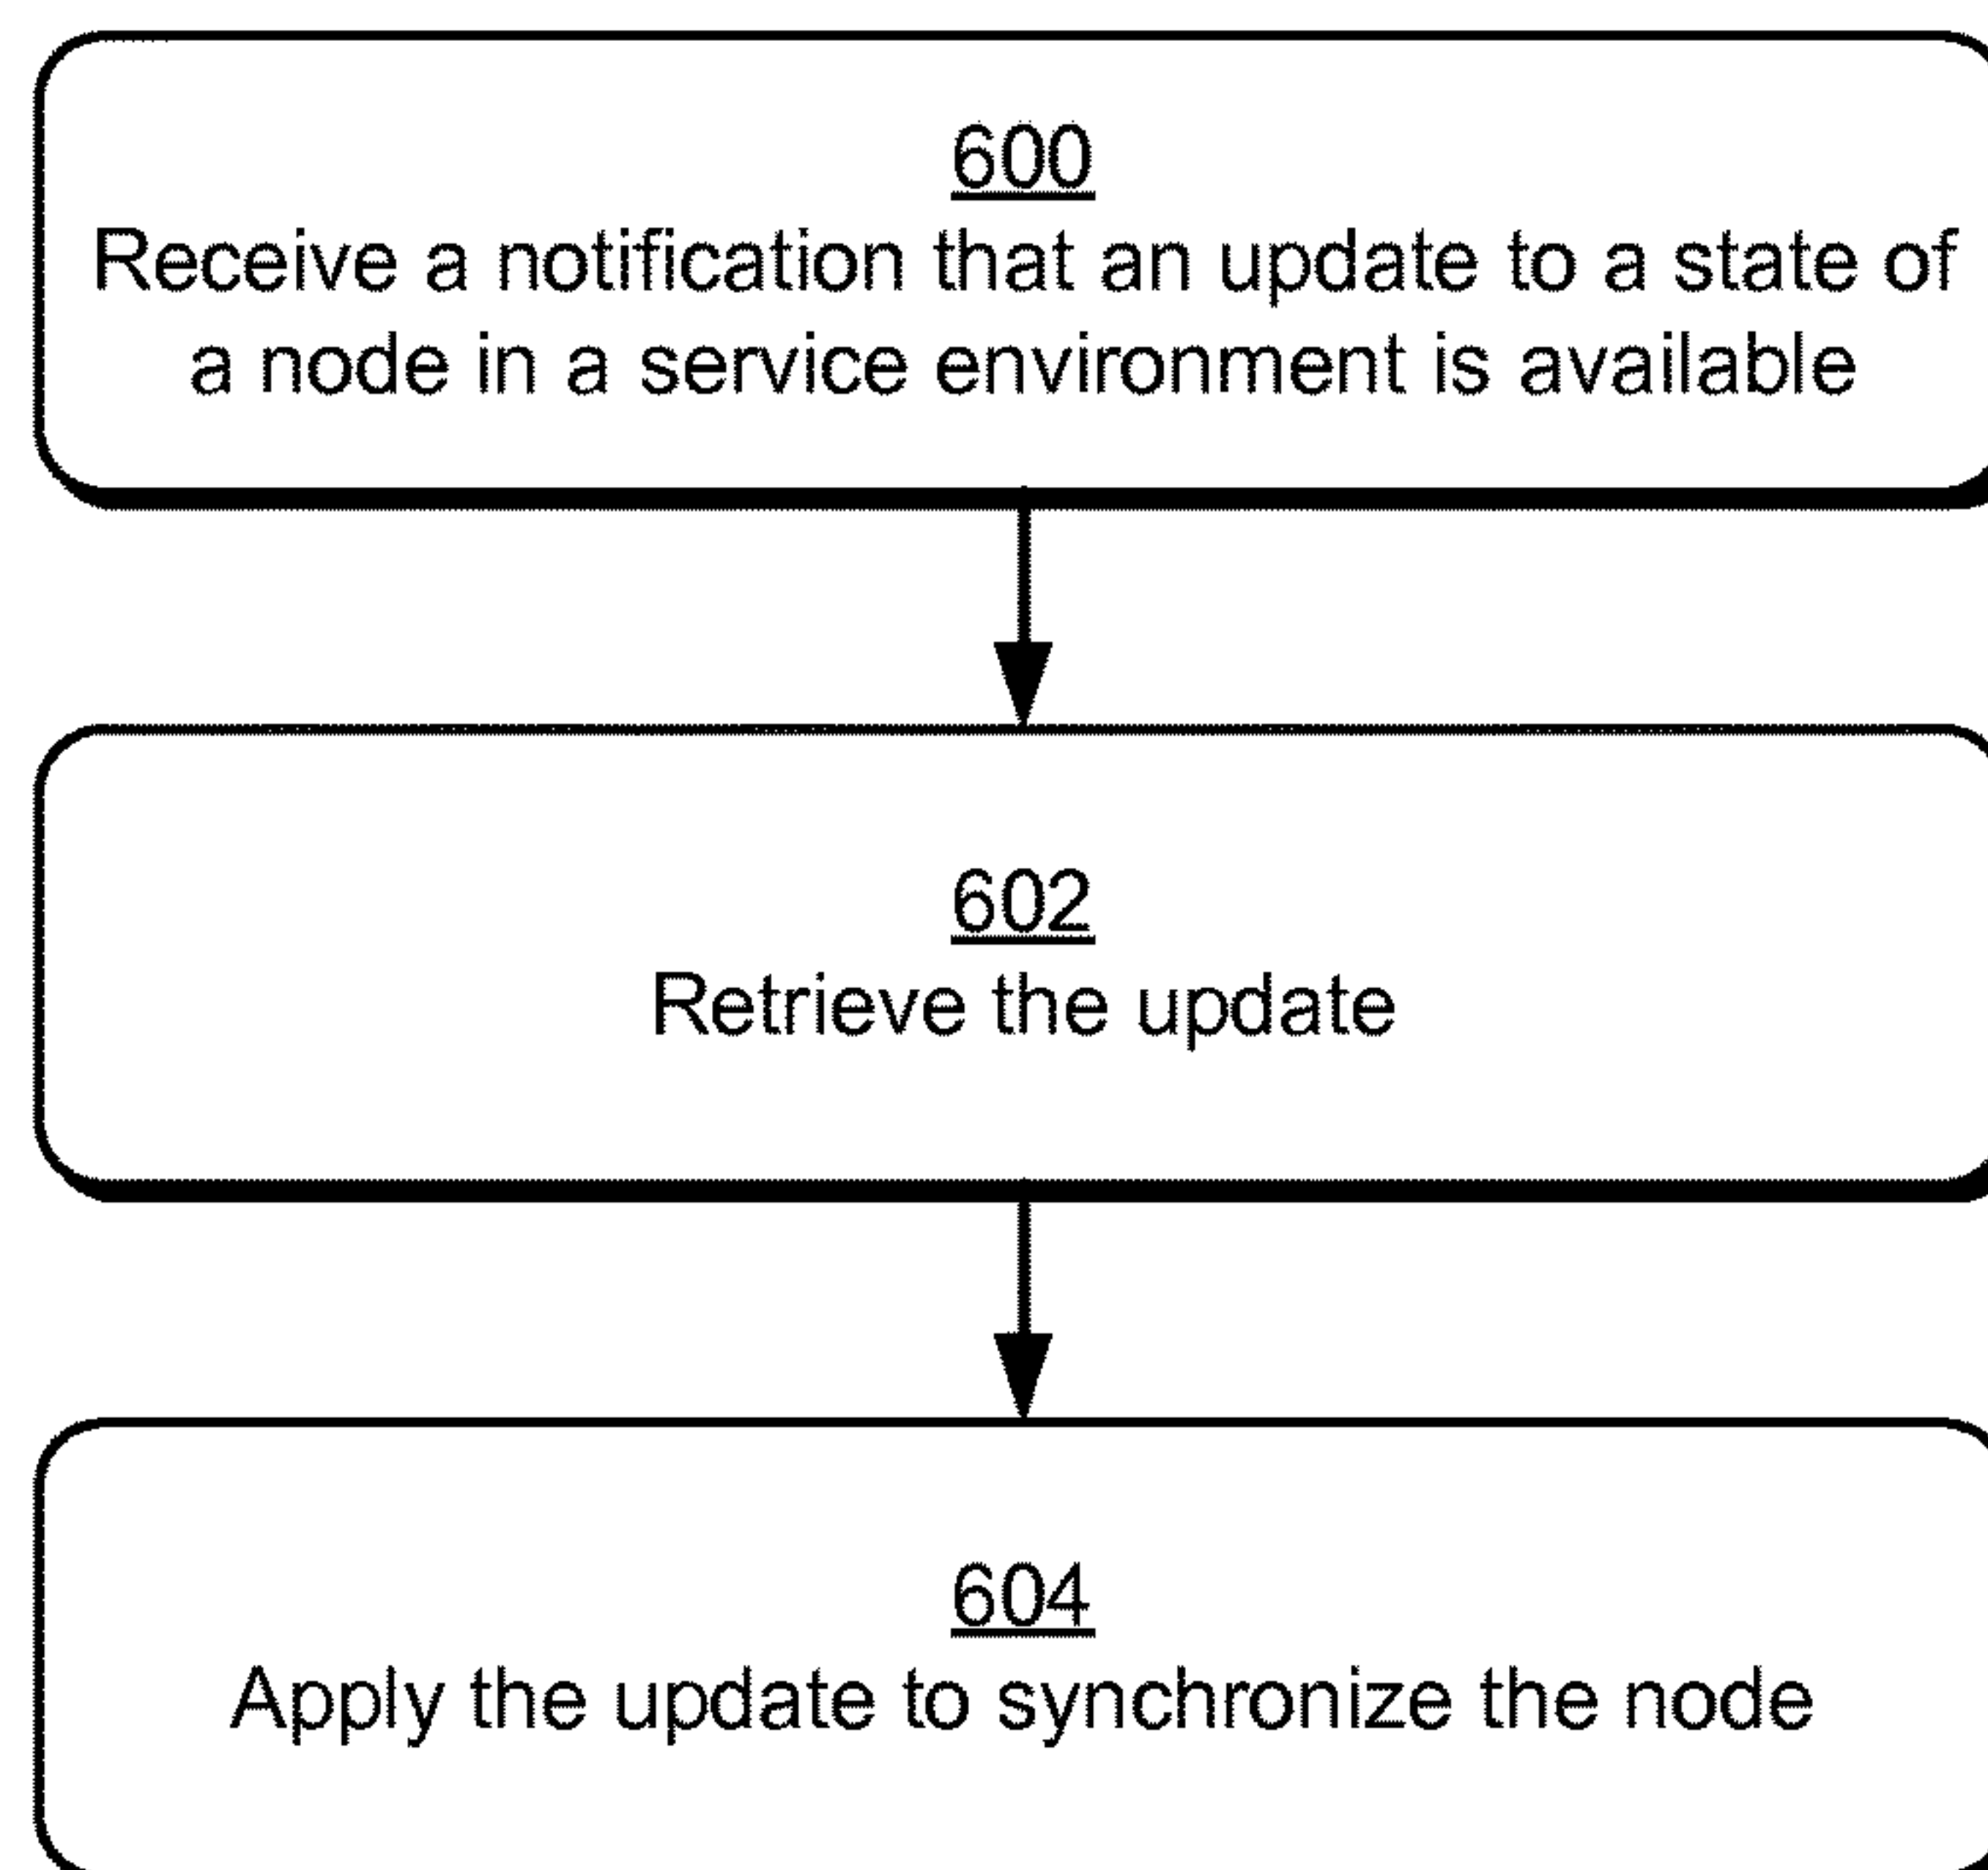 600
Receive a notification that an update to a state of
a node in a service environment is available
602
Retrieve the update
604
Apply the update to synchronize the node